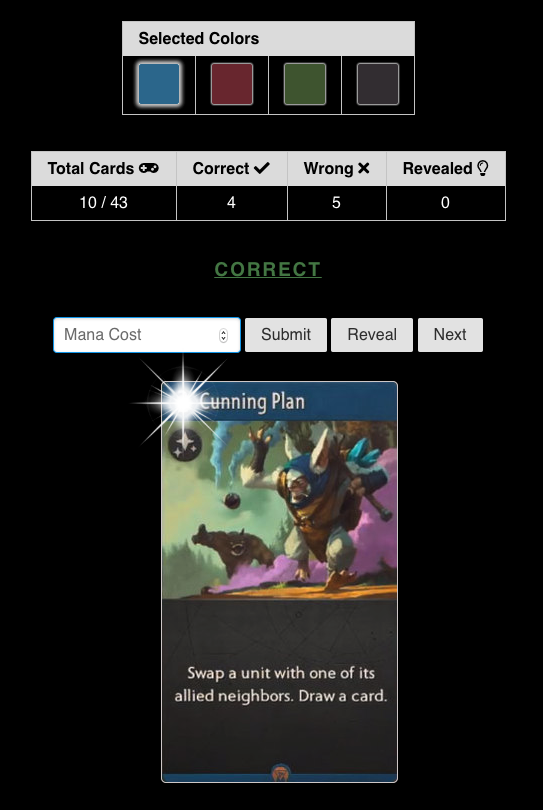 Selected Colors
Total Cards Correct Wrong Revealed
10 / 43 4 5 0
CORRECT
Mana Cost Submit Reveal Next
Cunning Plan
Swap a unit with one of its
allied neighbors. Draw a card.